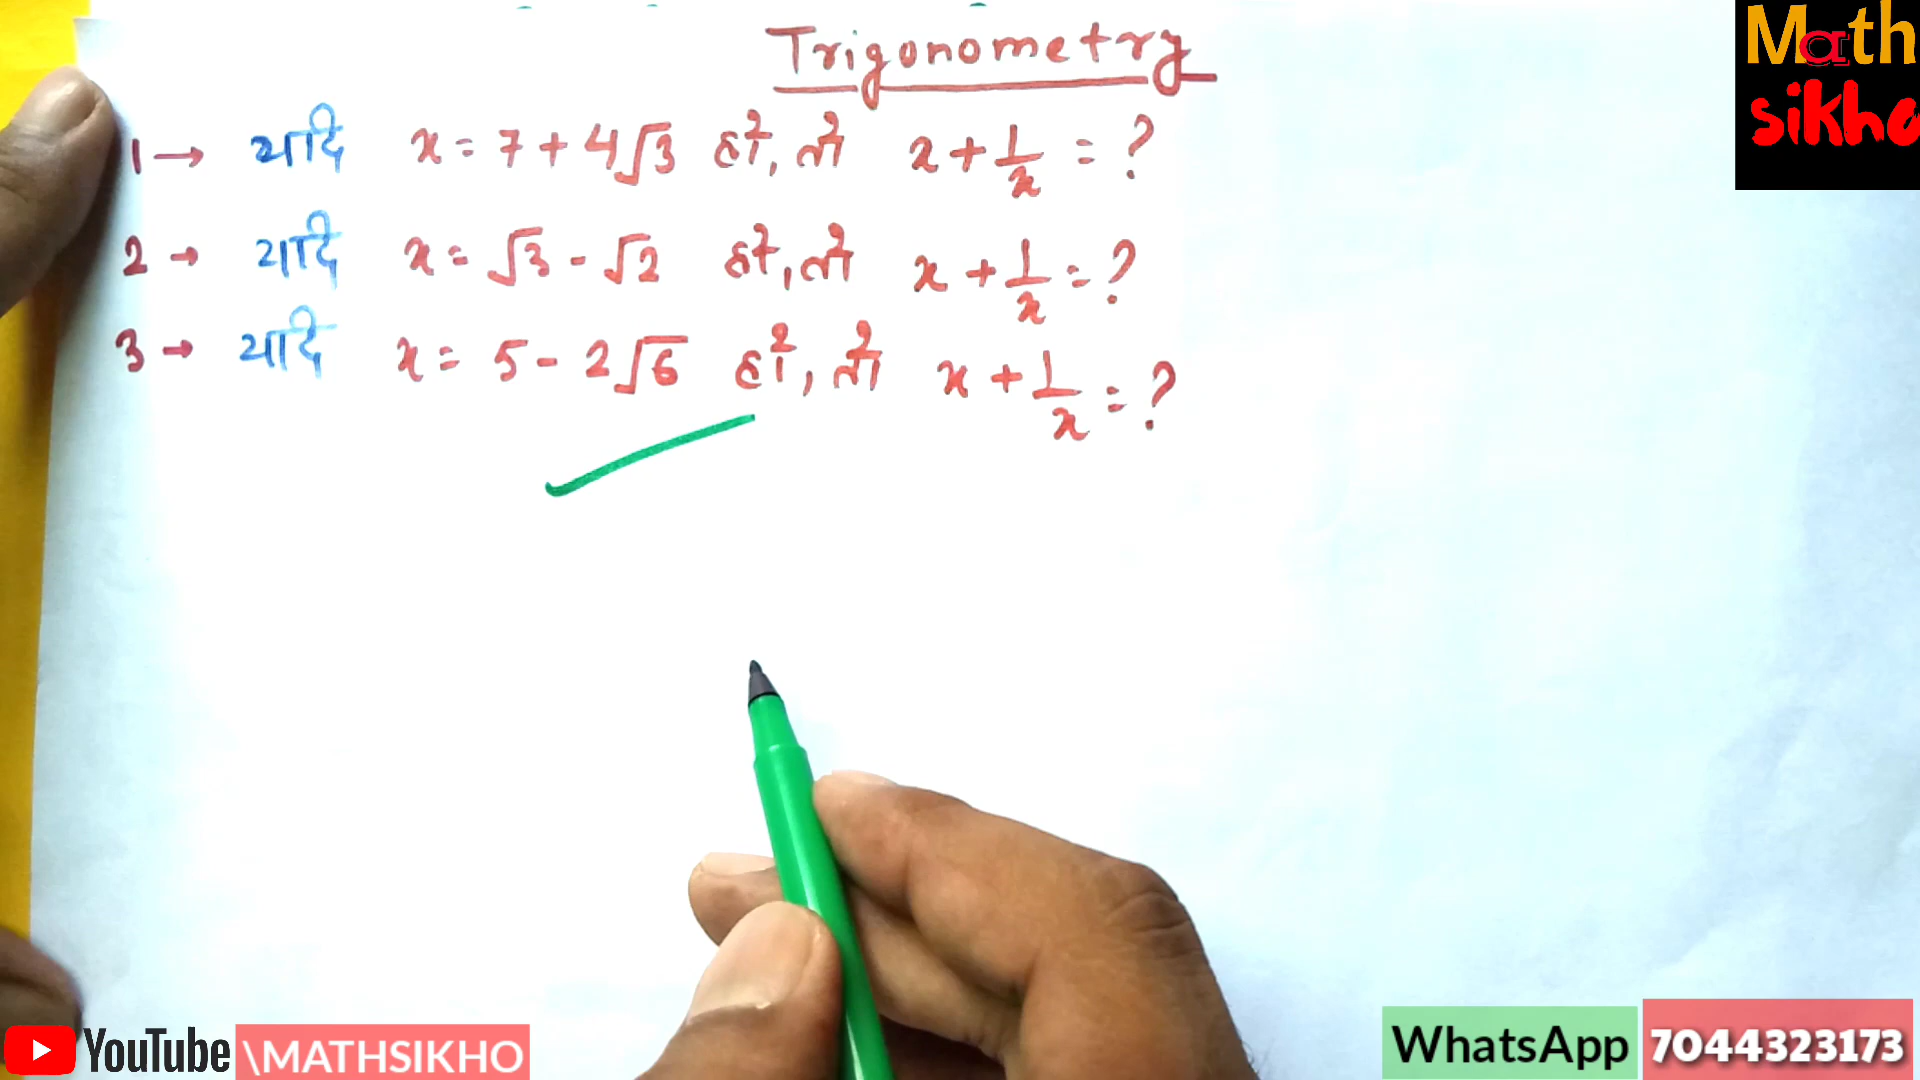 Trigonometry
Math
sikho
1→ यदि x = 7 + 4√3 हो, तो x + 1/x = ?
2→ यदि x = √3 - √2 हो, तो x + 1/x = ?
3→ यदि x = 5 - 2√6 हो, तो x + 1/x = ?
YouTube \MATHSIKHO
WhatsApp 7044323173